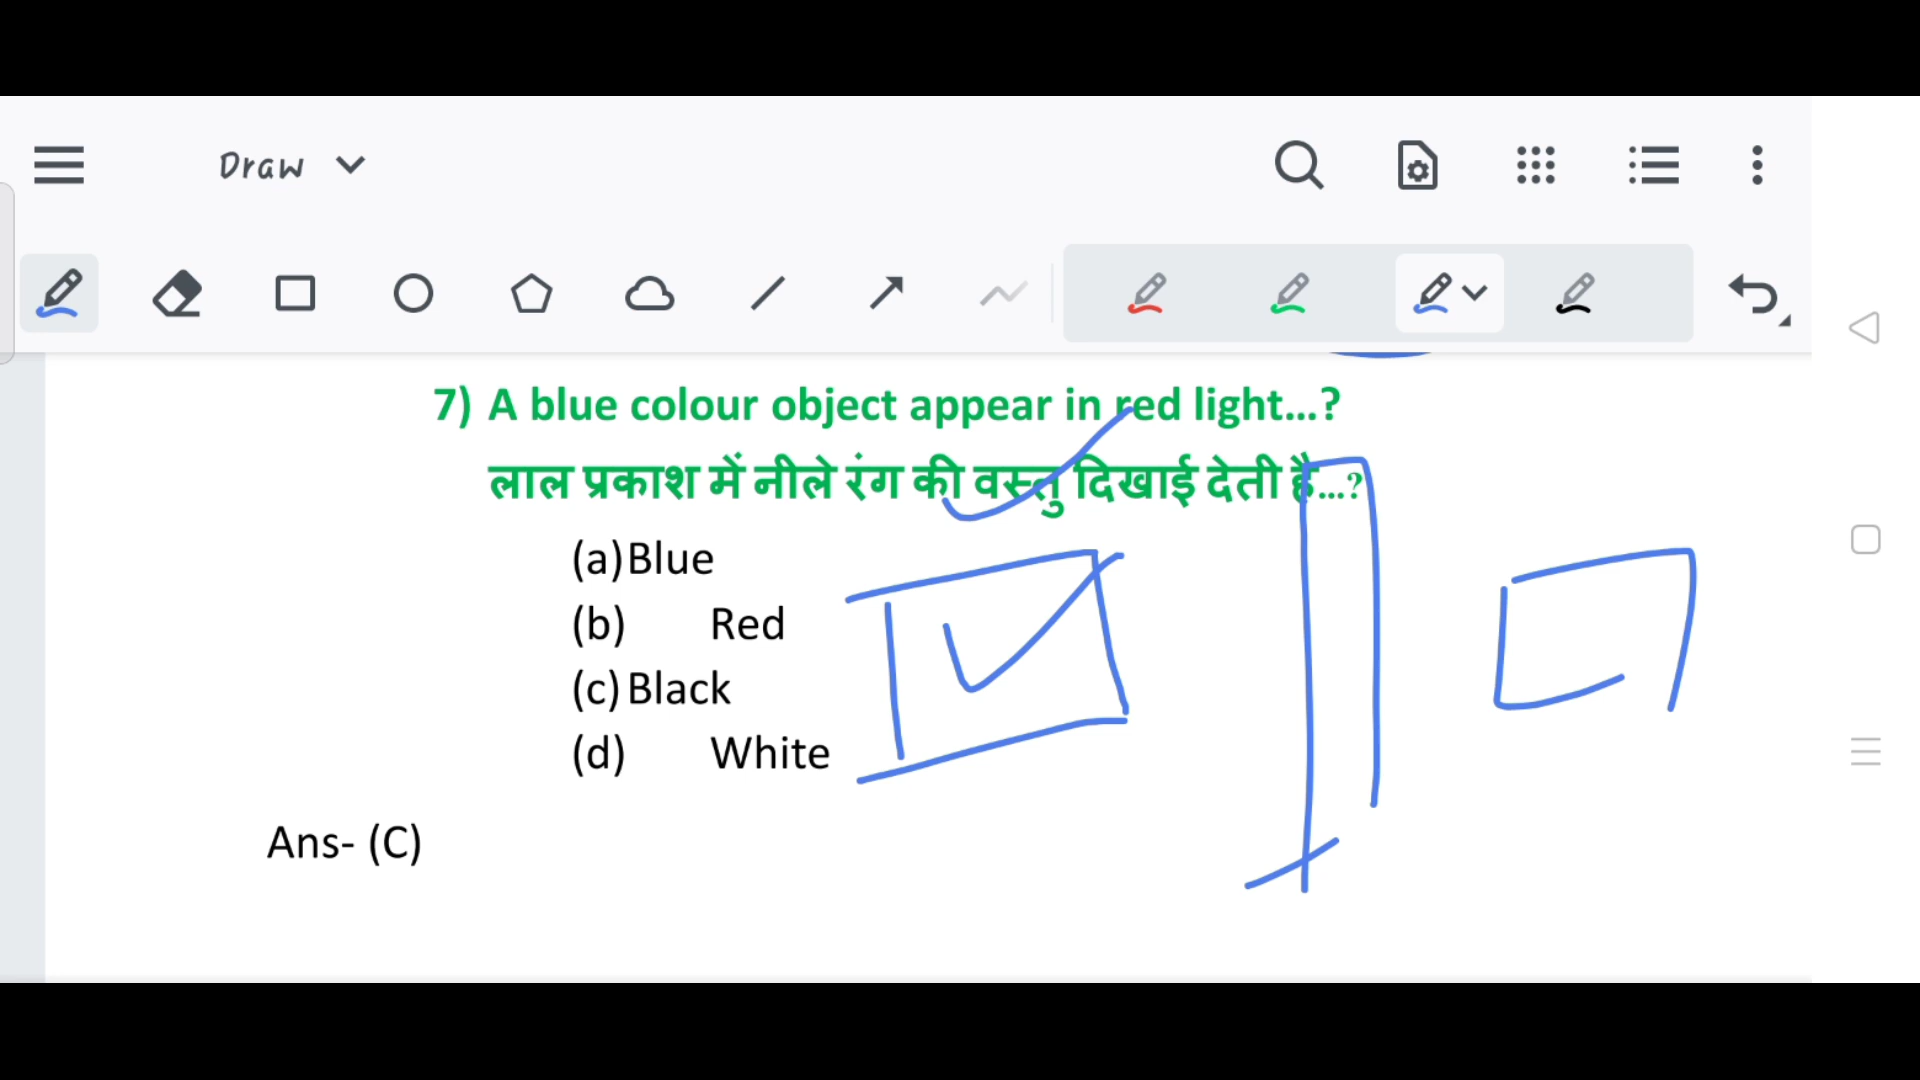 Draw
7) A blue colour object appear in red light...?
लाल प्रकाश में नीले रंग की वस्तु दिखाई देती है...?
(a) Blue
(b) Red
(c) Black
(d) White
Ans- (C)